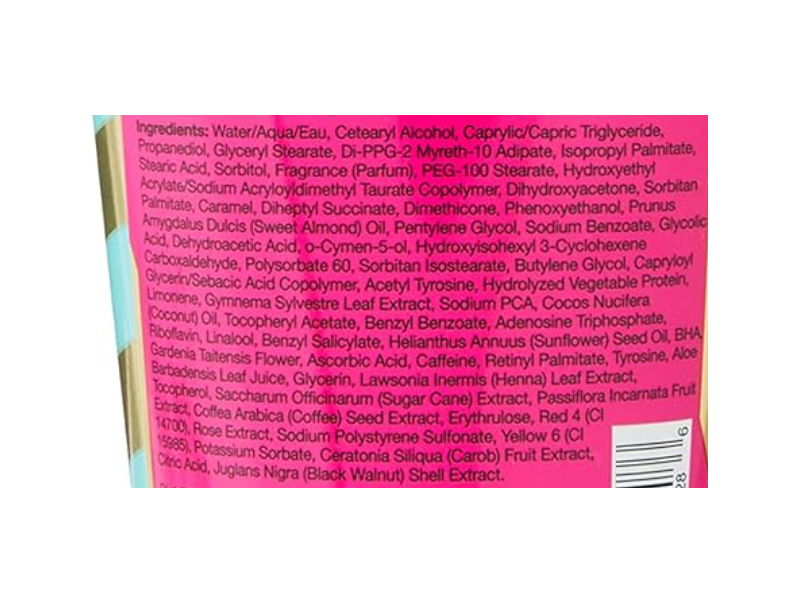 Ingredients: Water/Aqua/Eau, Cetearyl Alcohol, Caprylic/Capric Triglyceride,
Propanediol, Glyceryl Stearate, Di-PPG-2 Myreth-10 Adipate, Isopropyl Palmitate,
Stearic Acid, Sorbitol, Fragrance (Parfum), PEG-100 Stearate, Hydroxyethyl
Acrylate/Sodium Acryloyldimethyl Taurate Copolymer, Dihydroxyacetone, Sorbitan
Palmitate, Caramel, Diheptyl Succinate, Dimethicone, Phenoxyethanol, Prunus
Amygdalus Dulcis (Sweet Almond) Oil, Pentylene Glycol, Sodium Benzoate, Glycolic
Acid, Dehydroacetic Acid, o-Cymen-5-ol, Hydroxyisohexyl 3-Cyclohexene
Carboxaldehyde, Polysorbate 60, Sorbitan Isostearate, Butylene Glycol, Capryloyl
Glycerin/Sebacic Acid Copolymer, Acetyl Tyrosine, Hydrolyzed Vegetable Protein,
Limonene, Gymnema Sylvestre Leaf Extract, Sodium PCA, Cocos Nucifera
(Coconut) Oil, Tocopheryl Acetate, Benzyl Benzoate, Adenosine Triphosphate,
Riboflavin, Linalool, Benzyl Salicylate, Helianthus Annuus (Sunflower) Seed Oil, BHA,
Gardenia Taitensis Flower, Ascorbic Acid, Caffeine, Retinyl Palmitate, Tyrosine, Aloe
Barbadensis Leaf Juice, Glycerin, Lawsonia Inermis (Henna) Leaf Extract,
Tocopherol, Saccharum Officinarum (Sugar Cane) Extract, Passiflora Incarnata Fruit
Extract, Coffea Arabica (Coffee) Seed Extract, Erythrulose, Red 4 (CI
14700), Rose Extract, Sodium Polystyrene Sulfonate, Yellow 6 (CI
15985), Potassium Sorbate, Ceratonia Siliqua (Carob) Fruit Extract,
Citric Acid, Juglans Nigra (Black Walnut) Shell Extract.
6
28